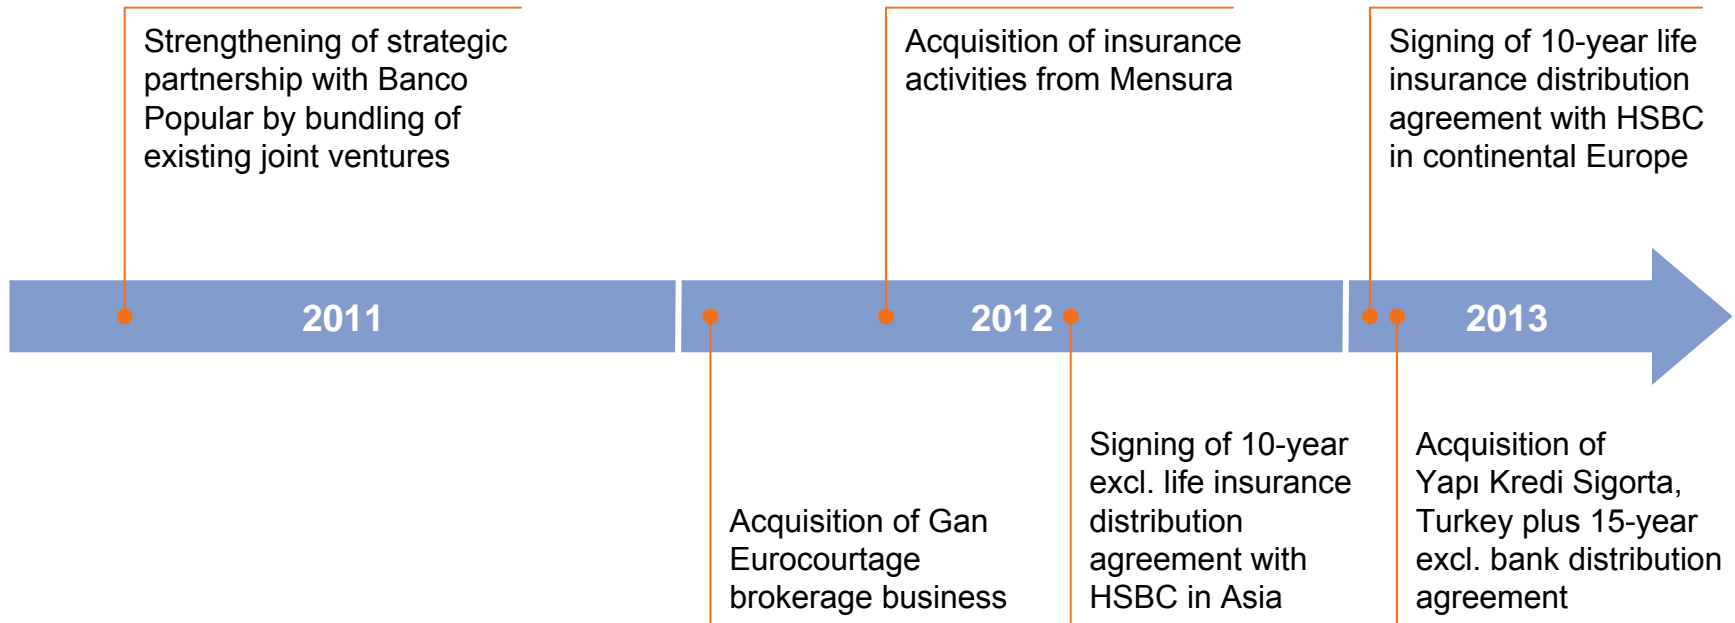 Strengthening of strategic
partnership with Banco
Popular by bundling of
existing joint ventures
Acquisition of insurance
activities from Mensura
Signing of 10-year life
insurance distribution
agreement with HSBC
in continental Europe
2011
2012
2013
Acquisition of Gan
Eurocourtage
brokerage business
Signing of 10-year
excl. life insurance
distribution
agreement with
HSBC in Asia
Acquisition of
Yapı Kredi Sigorta,
Turkey plus 15-year
excl. bank distribution
agreement